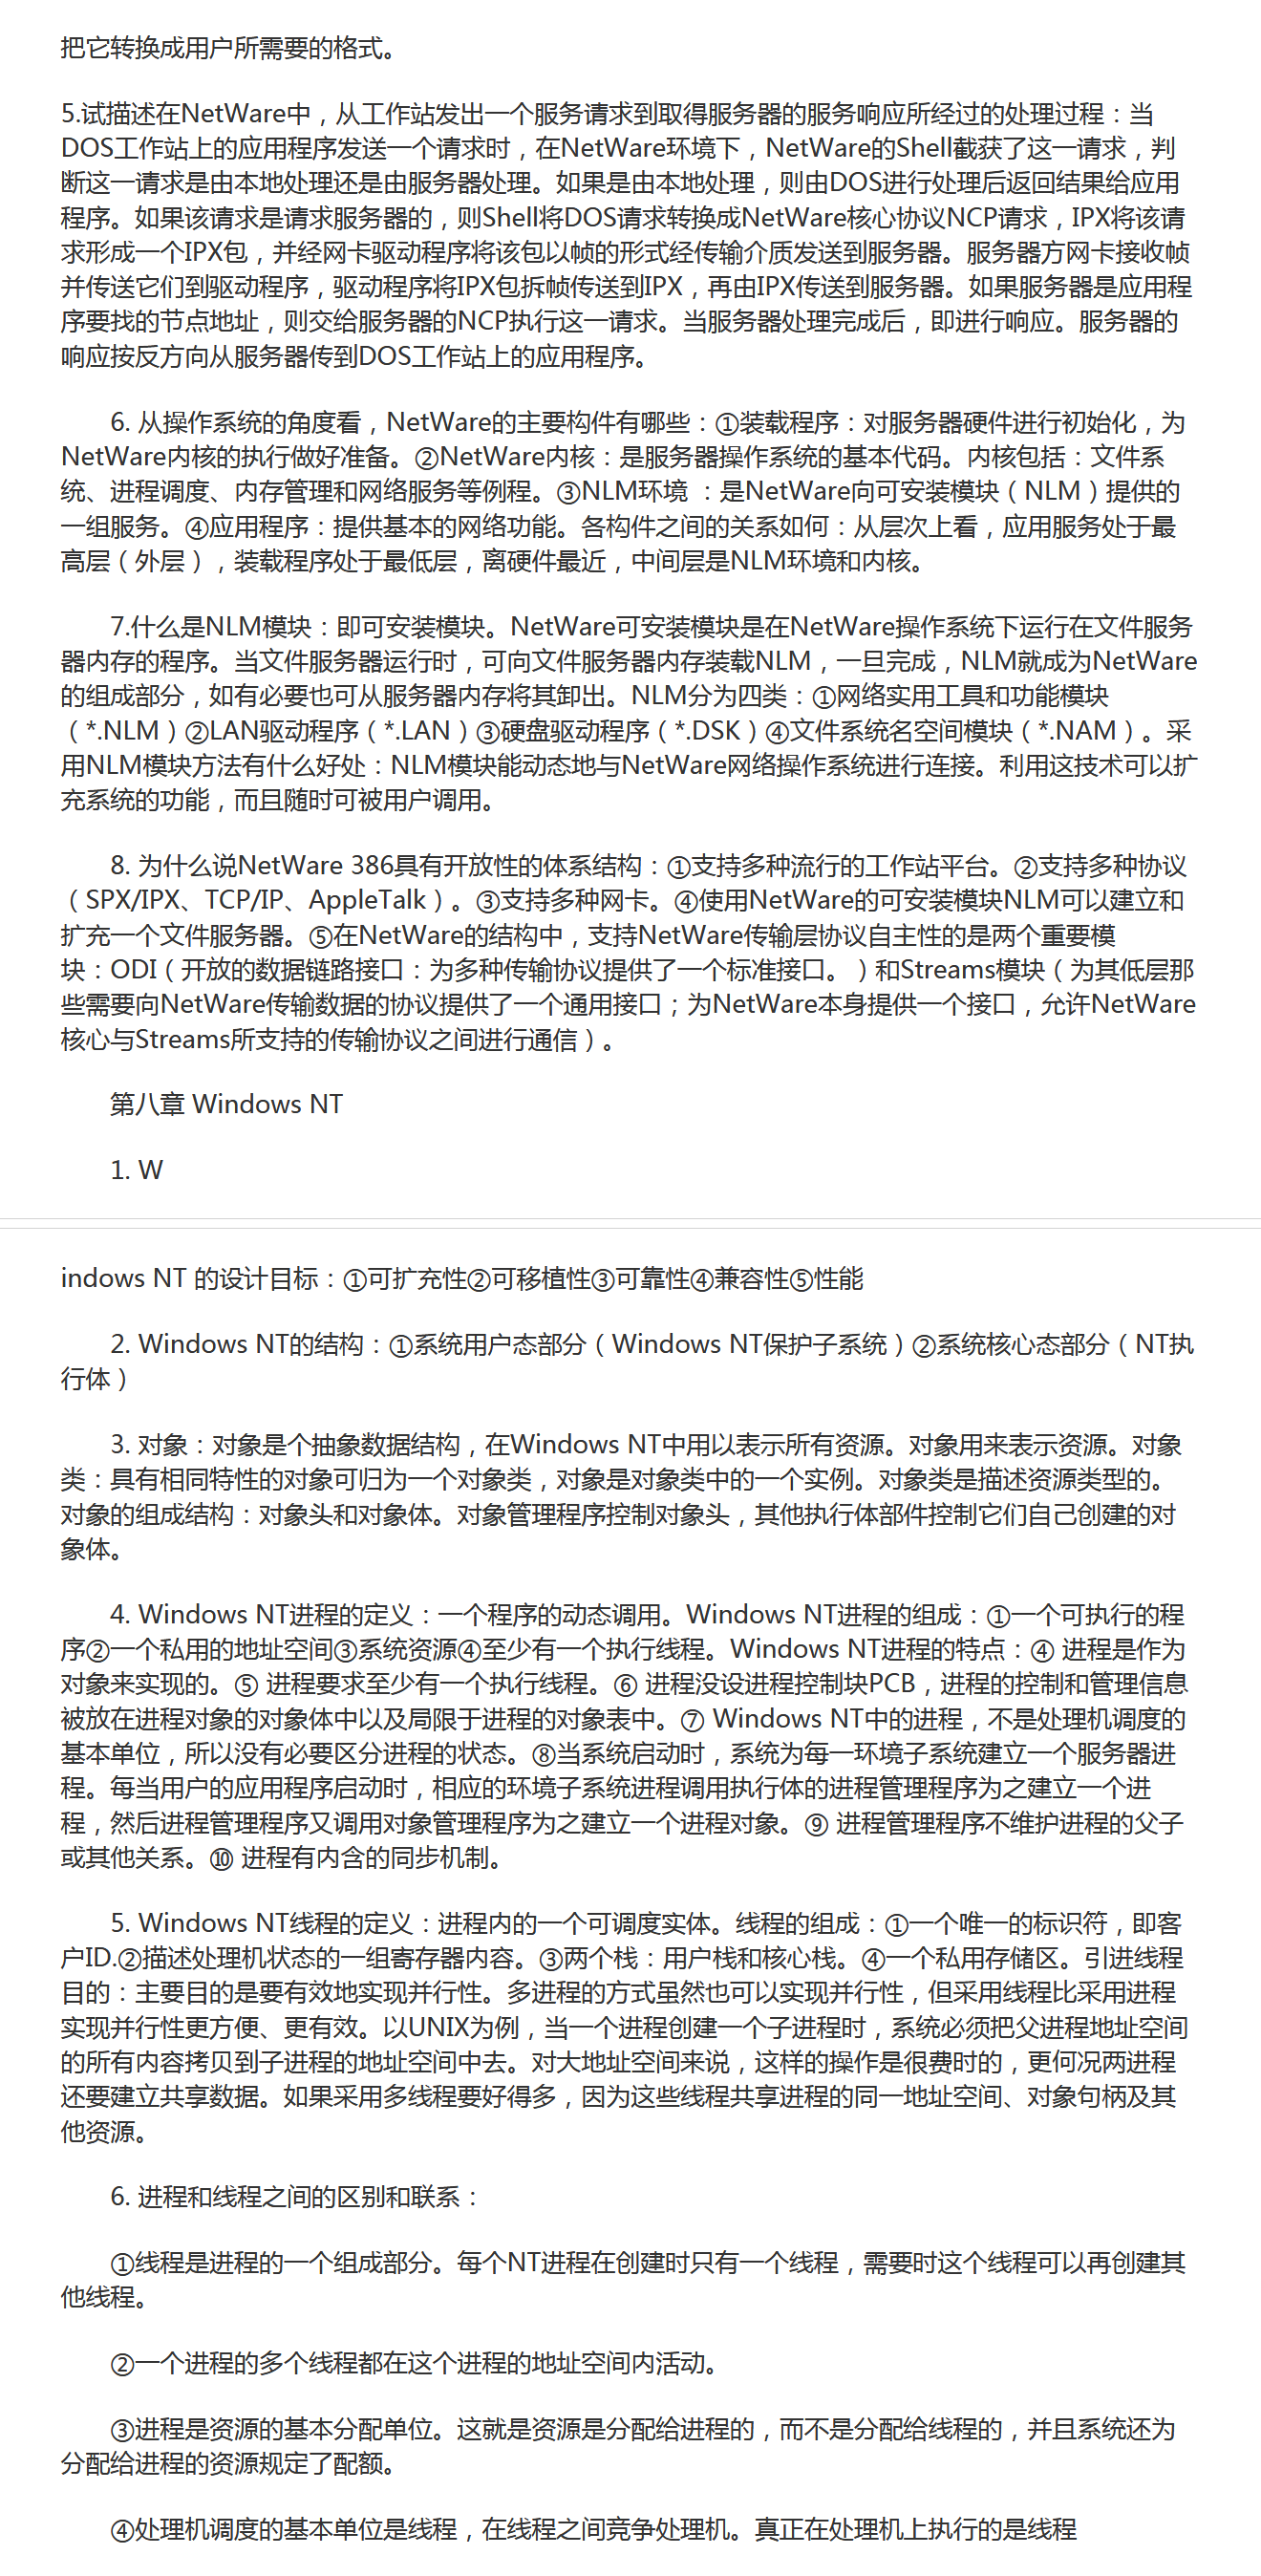 把它转换成用户所需要的格式。
5.试描述在NetWare中，从工作站发出一个服务请求到取得服务器的服务响应所经过的处理过程：当
DOS工作站上的应用程序发送一个请求时，在NetWare环境下，NetWare的Shell截获了这一请求，判
断这一请求是由本地处理还是由服务器处理。如果是由本地处理，则由DOS进行处理后返回结果给应用
程序。如果该请求是请求服务器的，则Shell将DOS请求转换成NetWare核心协议NCP请求，IPX将该请
求形成一个IPX包，并经网卡驱动程序将该包以帧的形式经传输介质发送到服务器。服务器方网卡接收帧
并传送它们到驱动程序，驱动程序将IPX包拆帧传送到IPX，再由IPX传送到服务器。如果服务器是应用程
序要找的节点地址，则交给服务器的NCP执行这一请求。当服务器处理完成后，即进行响应。服务器的
响应按反方向从服务器传到DOS工作站上的应用程序。
6. 从操作系统的角度看，NetWare的主要构件有哪些：①装载程序：对服务器硬件进行初始化，为
NetWare内核的执行做好准备。②NetWare内核：是服务器操作系统的基本代码。内核包括：文件系
统、进程调度、内存管理和网络服务等例程。③NLM环境 ：是NetWare向可安装模块（NLM）提供的
一组服务。④应用程序：提供基本的网络功能。各构件之间的关系如何：从层次上看，应用服务处于最
高层（外层），装载程序处于最低层，离硬件最近，中间层是NLM环境和内核。
7.什么是NLM模块：即可安装模块。NetWare可安装模块是在NetWare操作系统下运行在文件服务
器内存的程序。当文件服务器运行时，可向文件服务器内存装载NLM，一旦完成，NLM就成为NetWare
的组成部分，如有必要也可从服务器内存将其卸出。NLM分为四类：①网络实用工具和功能模块
（*.NLM）②LAN驱动程序（*.LAN）③硬盘驱动程序（*.DSK）④文件系统名空间模块（*.NAM）。采
用NLM模块方法有什么好处：NLM模块能动态地与NetWare网络操作系统进行连接。利用这技术可以扩
充系统的功能，而且随时可被用户调用。
8. 为什么说NetWare 386具有开放性的体系结构：①支持多种流行的工作站平台。②支持多种协议
（SPX/IPX、TCP/IP、AppleTalk）。③支持多种网卡。④使用NetWare的可安装模块NLM可以建立和
扩充一个文件服务器。⑤在NetWare的结构中，支持NetWare传输层协议自主性的是两个重要模
块：ODI（开放的数据链路接口：为多种传输协议提供了一个标准接口。）和Streams模块（为其低层那
些需要向NetWare传输数据的协议提供了一个通用接口；为NetWare本身提供一个接口，允许NetWare
核心与Streams所支持的传输协议之间进行通信）。
第八章 Windows NT
1. W
indows NT 的设计目标：①可扩充性②可移植性③可靠性④兼容性⑤性能
2. Windows NT的结构：①系统用户态部分（Windows NT保护子系统）②系统核心态部分（NT执
行体）
3. 对象：对象是个抽象数据结构，在Windows NT中用以表示所有资源。对象用来表示资源。对象
类：具有相同特性的对象可归为一个对象类，对象是对象类中的一个实例。对象类是描述资源类型的。
对象的组成结构：对象头和对象体。对象管理程序控制对象头，其他执行体部件控制它们自己创建的对
象体。
4. Windows NT进程的定义：一个程序的动态调用。Windows NT进程的组成：①一个可执行的程
序②一个私用的地址空间③系统资源④至少有一个执行线程。Windows NT进程的特点：④ 进程是作为
对象来实现的。⑤ 进程要求至少有一个执行线程。⑥ 进程没设进程控制块PCB，进程的控制和管理信息
被放在进程对象的对象体中以及局限于进程的对象表中。⑦ Windows NT中的进程，不是处理机调度的
基本单位，所以没有必要区分进程的状态。⑧当系统启动时，系统为每一环境子系统建立一个服务器进
程。每当用户的应用程序启动时，相应的环境子系统进程调用执行体的进程管理程序为之建立一个进
程，然后进程管理程序又调用对象管理程序为之建立一个进程对象。⑨ 进程管理程序不维护进程的父子
或其他关系。⑩ 进程有内含的同步机制。
5. Windows NT线程的定义：进程内的一个可调度实体。线程的组成：①一个唯一的标识符，即客
户ID.②描述处理机状态的一组寄存器内容。③两个栈：用户栈和核心栈。④一个私用存储区。引进线程
目的：主要目的是要有效地实现并行性。多进程的方式虽然也可以实现并行性，但采用线程比采用进程
实现并行性更方便、更有效。以UNIX为例，当一个进程创建一个子进程时，系统必须把父进程地址空间
的所有内容拷贝到子进程的地址空间中去。对大地址空间来说，这样的操作是很费时的，更何况两进程
还要建立共享数据。如果采用多线程要好得多，因为这些线程共享进程的同一地址空间、对象句柄及其
他资源。
6. 进程和线程之间的区别和联系：
①线程是进程的一个组成部分。每个NT进程在创建时只有一个线程，需要时这个线程可以再创建其
他线程。
②一个进程的多个线程都在这个进程的地址空间内活动。
③进程是资源的基本分配单位。这就是资源是分配给进程的，而不是分配给线程的，并且系统还为
分配给进程的资源规定了配额。
④处理机调度的基本单位是线程，在线程之间竞争处理机。真正在处理机上执行的是线程